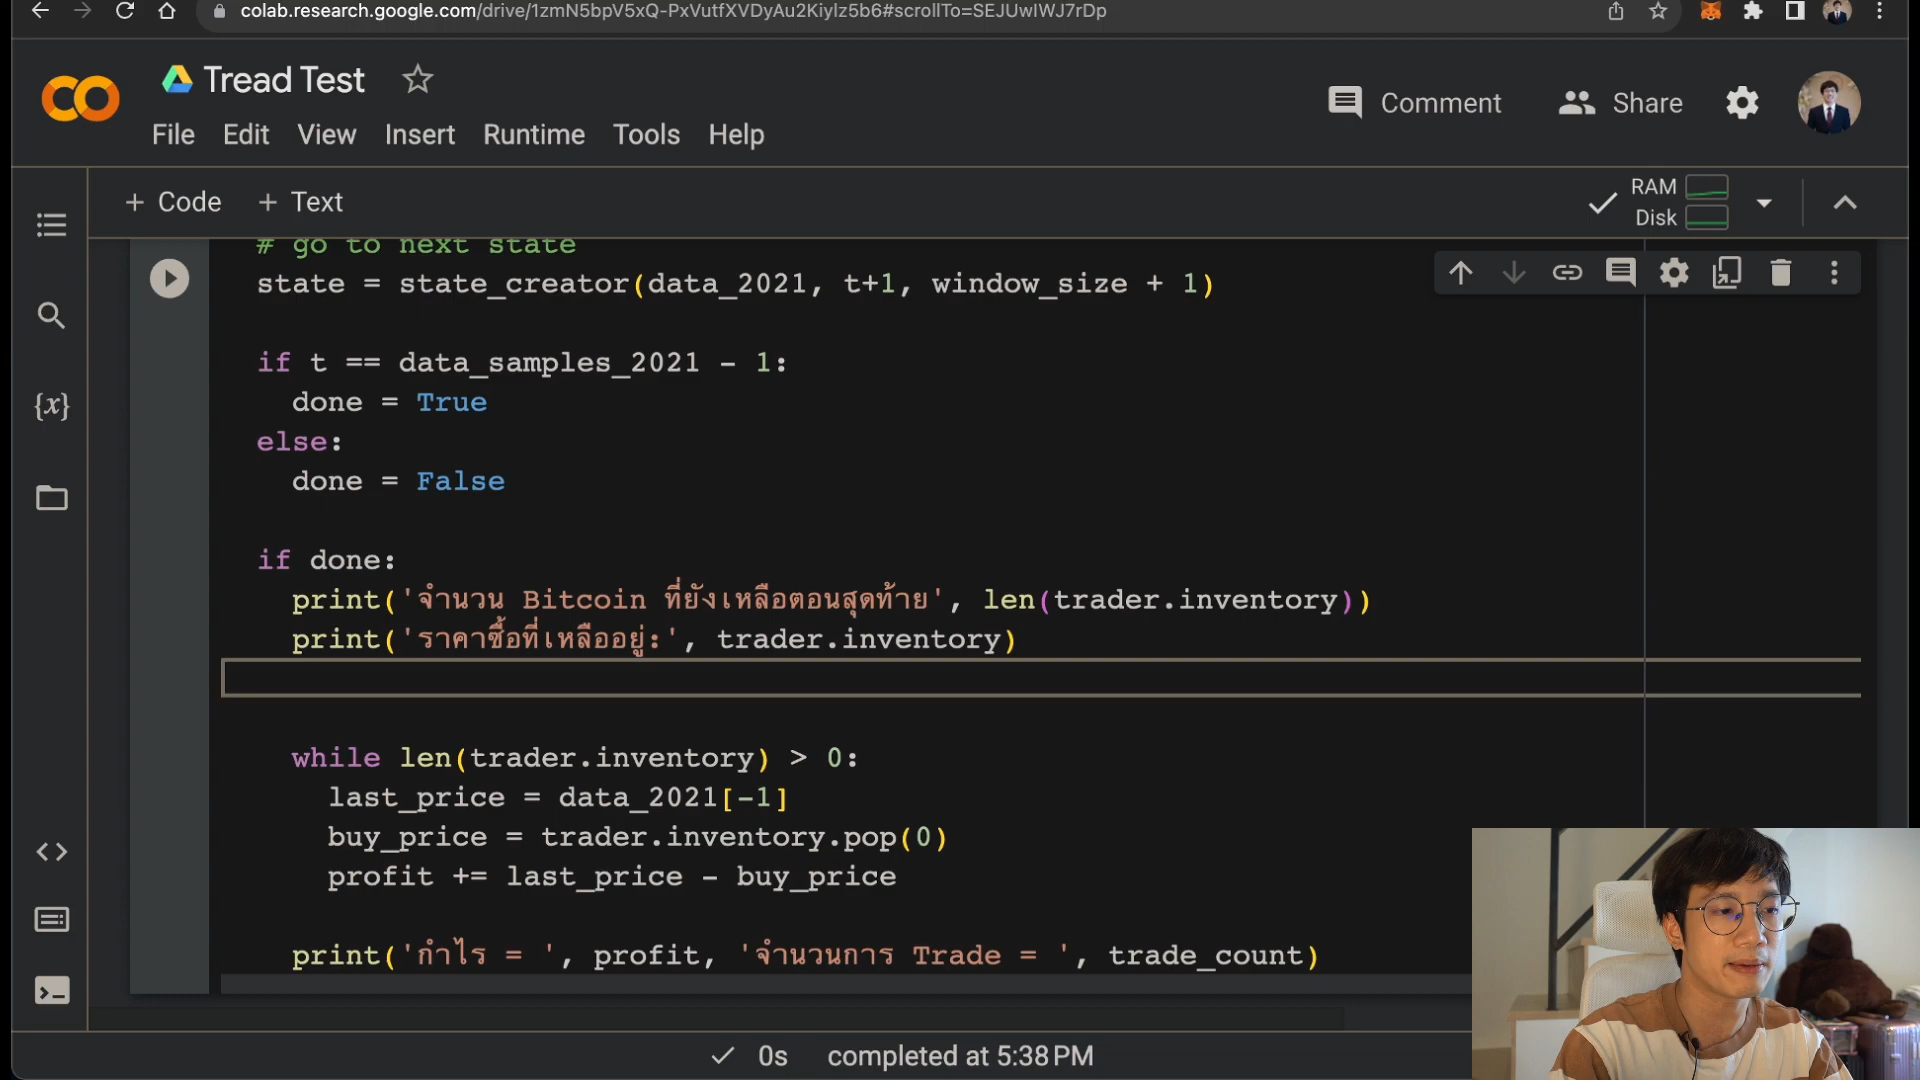 colab.research.google.com/drive/1zmN5bpV5xQ-PxVutfXVDyAu2Kiylz5b6#scrollTo=SEJUwlWJ7rDp
Tread Test
Comment
Share
File Edit View Insert Runtime Tools Help
+ Code + Text
RAM
Disk
# go to next state
state = state_creator(data_2021, t+1, window_size + 1)
if t == data_samples_2021 - 1:
done = True
else:
done = False
if done:
print('จำนวน Bitcoin ที่ยังเหลือตอนสุดท้าย', len(trader.inventory))
print('ราคาซื้อที่เหลืออยู่:', trader.inventory)
while len(trader.inventory) > 0:
last_price = data_2021[-1]
buy_price = trader.inventory.pop(0)
profit += last_price - buy_price
print('กำไร = ', profit, 'จำนวนการ Trade = ', trade_count)
0s completed at 5:38 PM